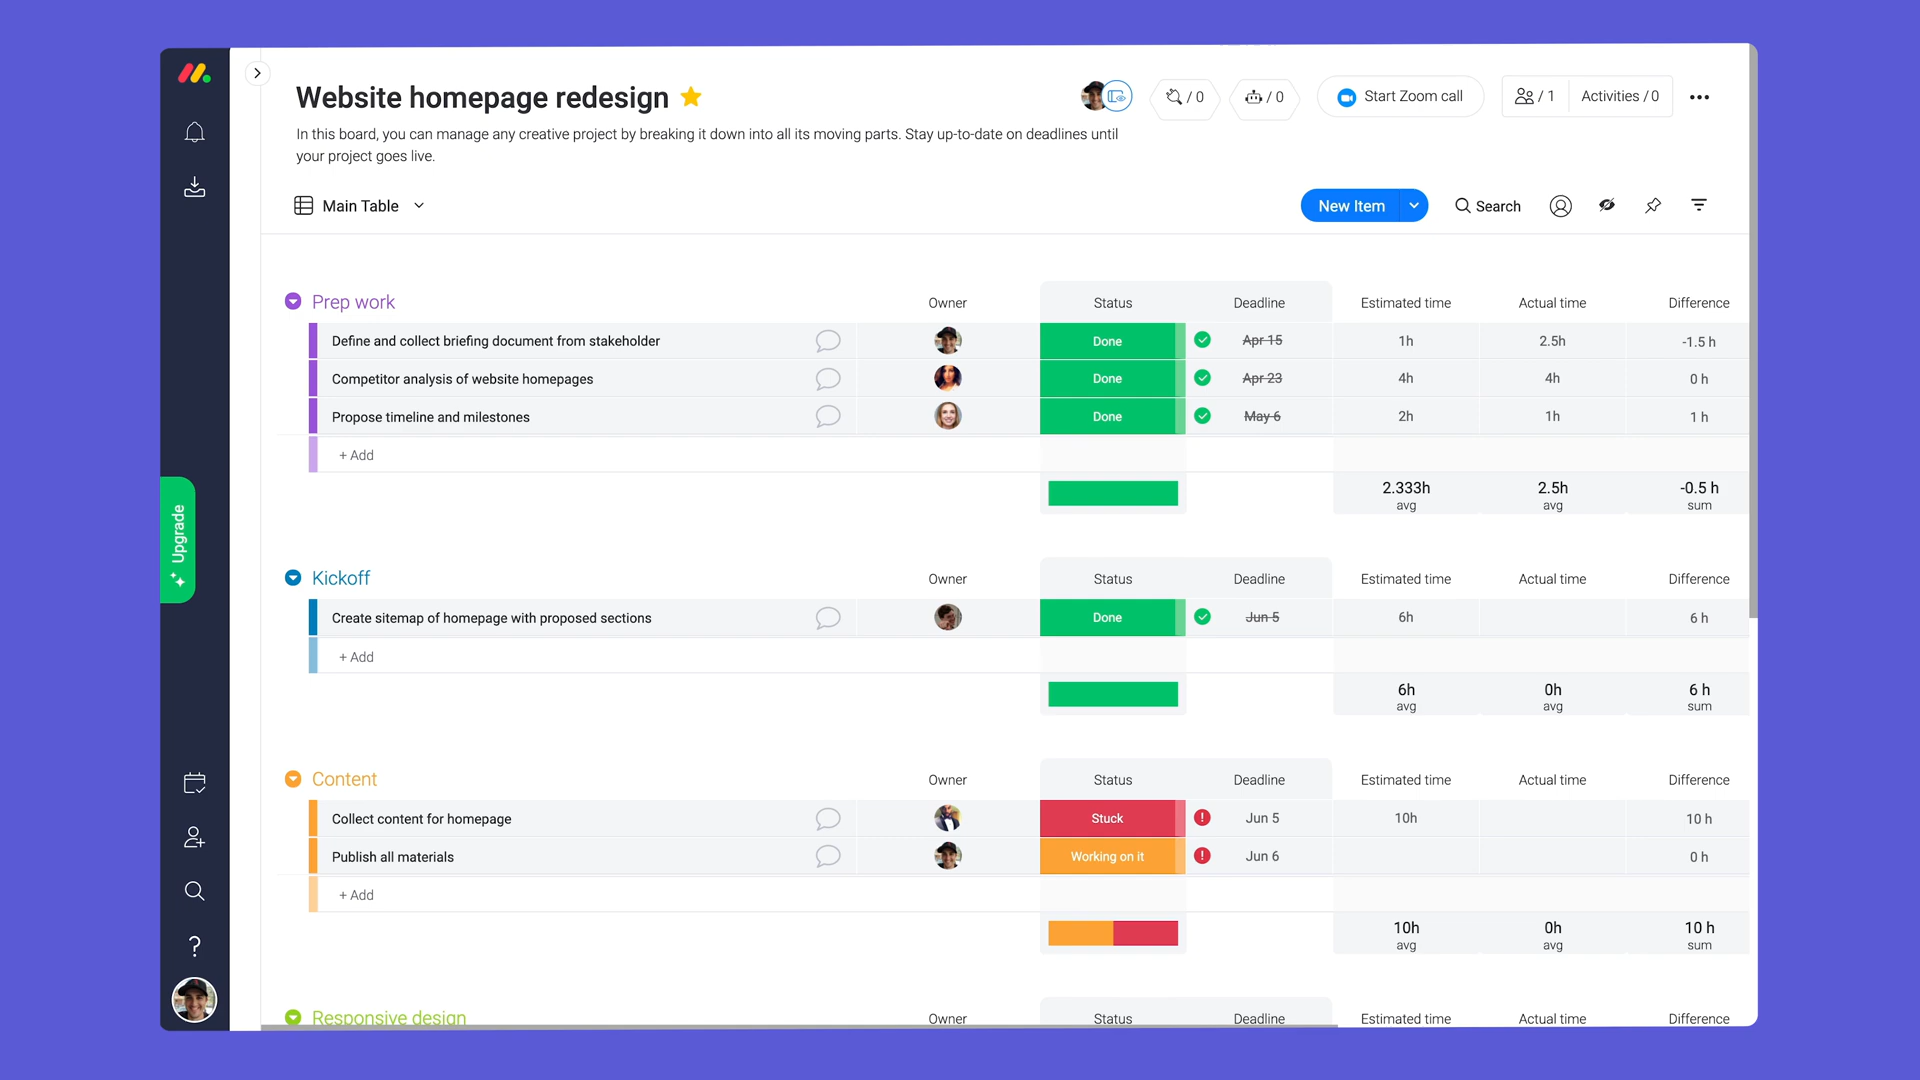 Website homepage redesign
/ 0
/ 0
Start Zoom call
/ 1
Activities / 0
In this board, you can manage any creative project by breaking it down into all its moving parts. Stay up-to-date on deadlines until
your project goes live.
Main Table
New Item
Search
Upgrade
Prep work Owner Status Deadline Estimated time Actual time Difference
Define and collect briefing document from stakeholder Done Apr 15 1h 2.5h -1.5 h
Competitor analysis of website homepages Done Apr 23 4h 4h 0 h
Propose timeline and milestones Done May 6 2h 1h 1 h
+ Add
2.333h 2.5h -0.5 h
avg avg sum
Kickoff Owner Status Deadline Estimated time Actual time Difference
Create sitemap of homepage with proposed sections Done Jun 5 6h 6 h
+ Add
6h 0h 6 h
avg avg sum
Content Owner Status Deadline Estimated time Actual time Difference
Collect content for homepage Stuck Jun 5 10h 10 h
Publish all materials Working on it Jun 6 0 h
+ Add
10h 0h 10 h
avg avg sum
Responsive design Owner Status Deadline Estimated time Actual time Difference